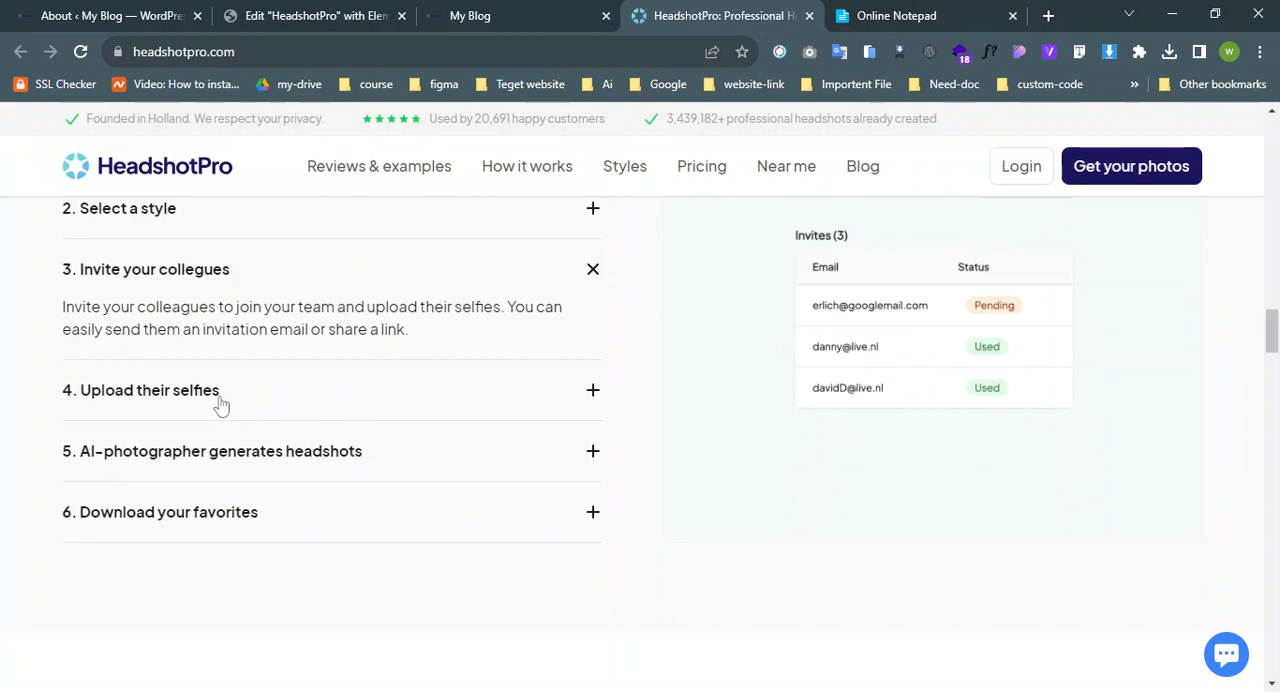 About ‹ My Blog — WordPre
Edit "HeadshotPro" with Elem
My Blog
HeadshotPro: Professional H
Online Notepad
headshotpro.com
18
W
SSL Checker
Video: How to insta...
my-drive
course
figma
Teget website
Ai
Google
website-link
Importent File
Need-doc
custom-code
»
Other bookmarks
Founded in Holland. We respect your privacy.
Used by 20,691 happy customers
3,439,182+ professional headshots already created
HeadshotPro
Reviews & examples
How it works
Styles
Pricing
Near me
Blog
Login
Get your photos
2. Select a style
3. Invite your collegues
Invite your colleagues to join your team and upload their selfies. You can
easily send them an invitation email or share a link.
4. Upload their selfies
5. AI-photographer generates headshots
6. Download your favorites
Invites (3)
Email Status
erlich@googlemail.com Pending
danny@live.nl Used
davidD@live.nl Used